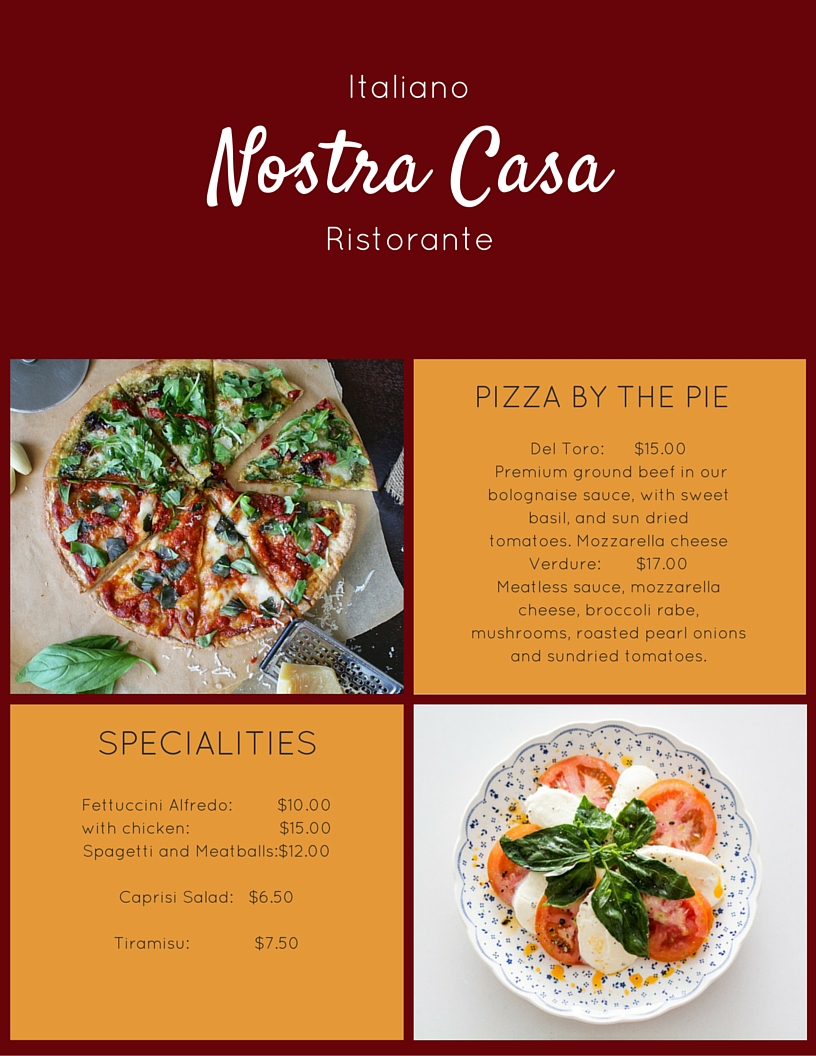 Italiano
Nostra Casa
Ristorante
PIZZA BY THE PIE
Del Toro: $15.00
Premium ground beef in our
bolognaise sauce, with sweet
basil, and sun dried
tomatoes. Mozzarella cheese
Verdure: $17.00
Meatless sauce, mozzarella
cheese, broccoli rabe,
mushrooms, roasted pearl onions
and sundried tomatoes.
SPECIALITIES
Fettuccini Alfredo: $10.00
with chicken: $15.00
Spagetti and Meatballs:$12.00
Caprisi Salad: $6.50
Tiramisu: $7.50